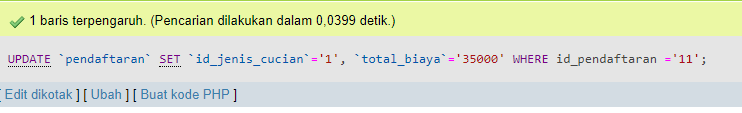 1 baris terpengaruh. (Pencarian dilakukan dalam 0,0399 detik.)
UPDATE `pendaftaran` SET `id_jenis_cucian`='1', `total_biaya`='35000' WHERE id_pendaftaran ='11';
[ Edit dikotak ] [ Ubah ] [ Buat kode PHP ]